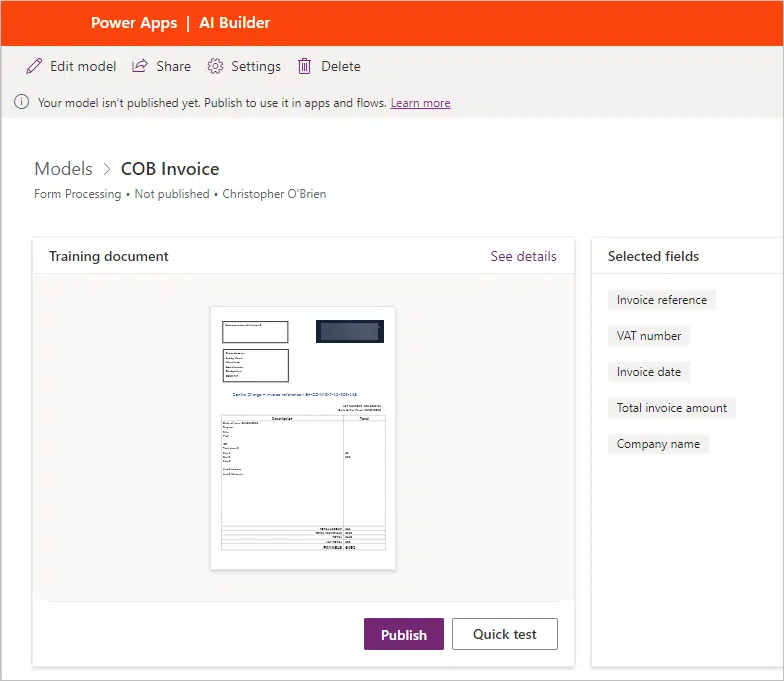 Power Apps | AI Builder
Edit model Share Settings Delete
Your model isn't published yet. Publish to use it in apps and flows. Learn more
Models > COB Invoice
Form Processing • Not published • Christopher O'Brien
Training document See details
Description Total
Publish Quick test
Selected fields
Invoice reference
VAT number
Invoice date
Total invoice amount
Company name